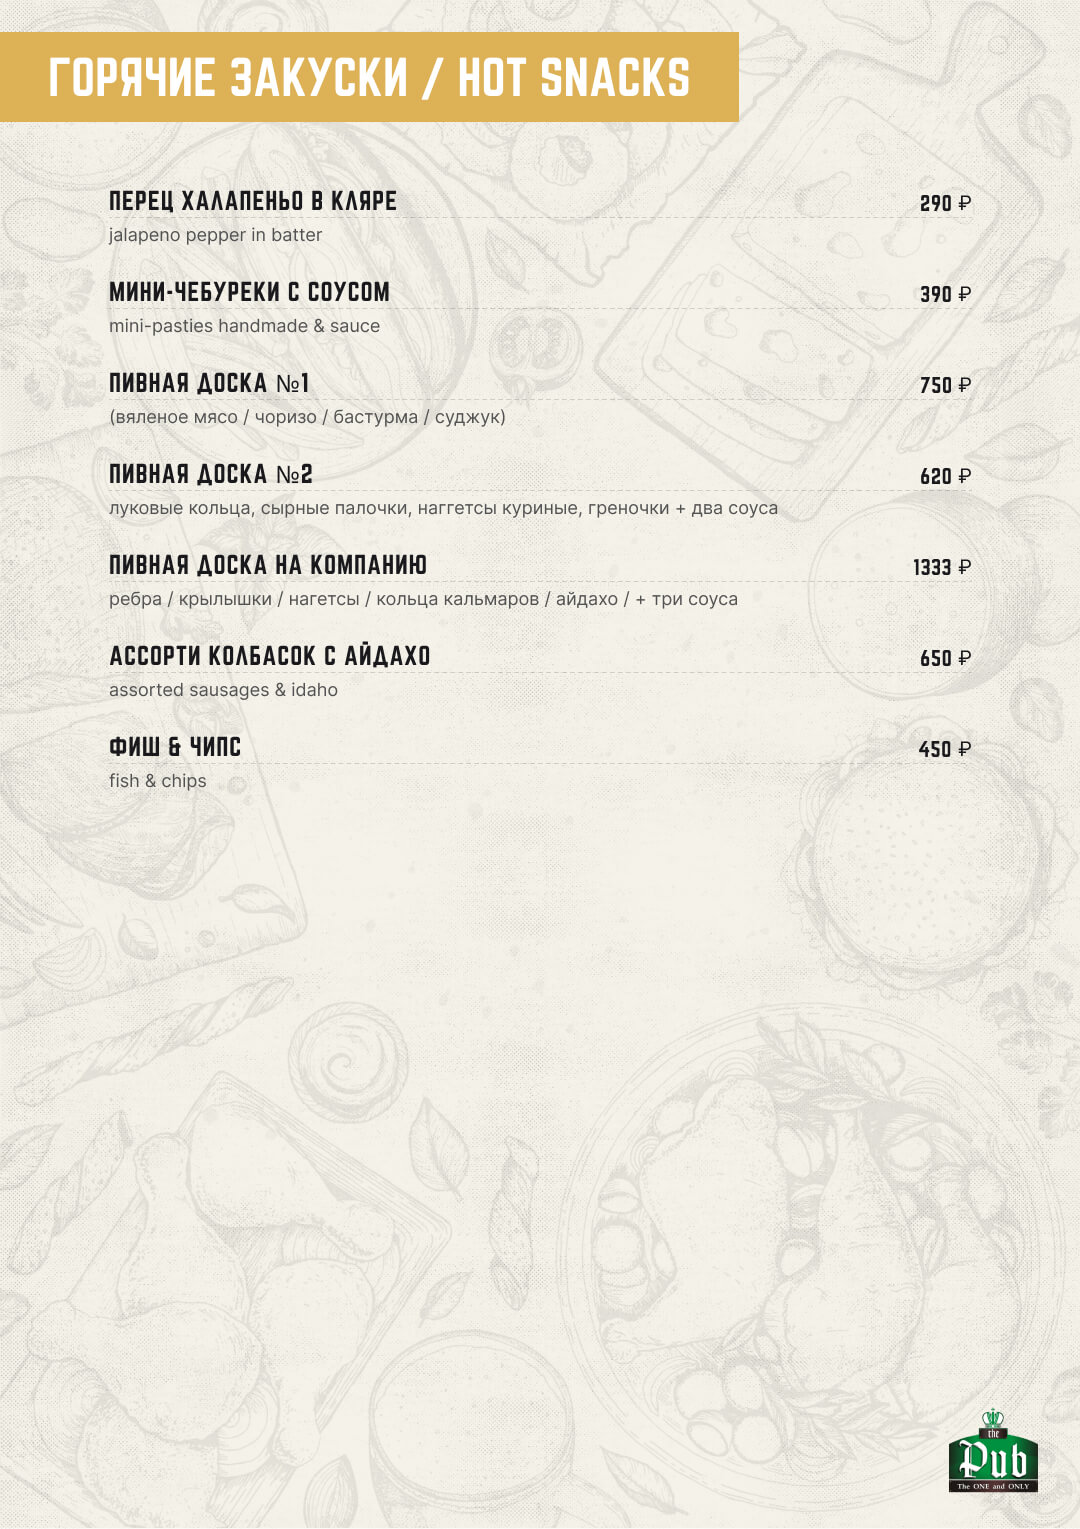 ГОРЯЧИЕ ЗАКУСКИ / HOT SNACKS
ПЕРЕЦ ХАЛАПЕНЬО В КЛЯРЕ 290 ₽
jalapeno pepper in batter
МИНИ-ЧЕБУРЕКИ С СОУСОМ 390 ₽
mini-pasties handmade & sauce
ПИВНАЯ ДОСКА №1 750 ₽
(вяленое мясо / чоризо / бастурма / суджук)
ПИВНАЯ ДОСКА №2 620 ₽
луковые кольца, сырные палочки, наггетсы куриные, греночки + два соуса
ПИВНАЯ ДОСКА НА КОМПАНИЮ 1333 ₽
ребра / крылышки / нагетсы / кольца кальмаров / айдахо / + три соуса
АССОРТИ КОЛБАСОК С АЙДАХО 650 ₽
assorted sausages & idaho
ФИШ & ЧИПС 450 ₽
fish & chips
the
Pub
The ONE and ONLY